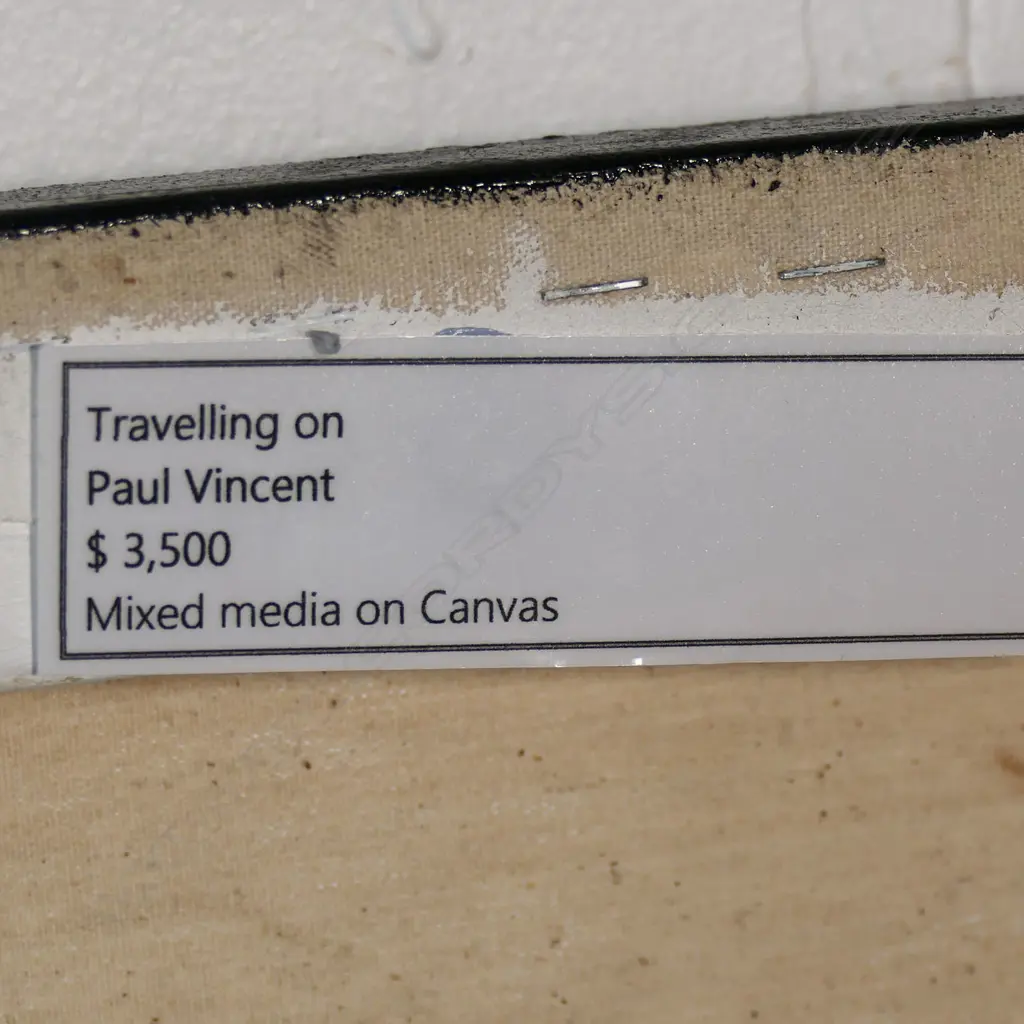 Travelling on
Paul Vincent
$ 3,500
Mixed media on Canvas